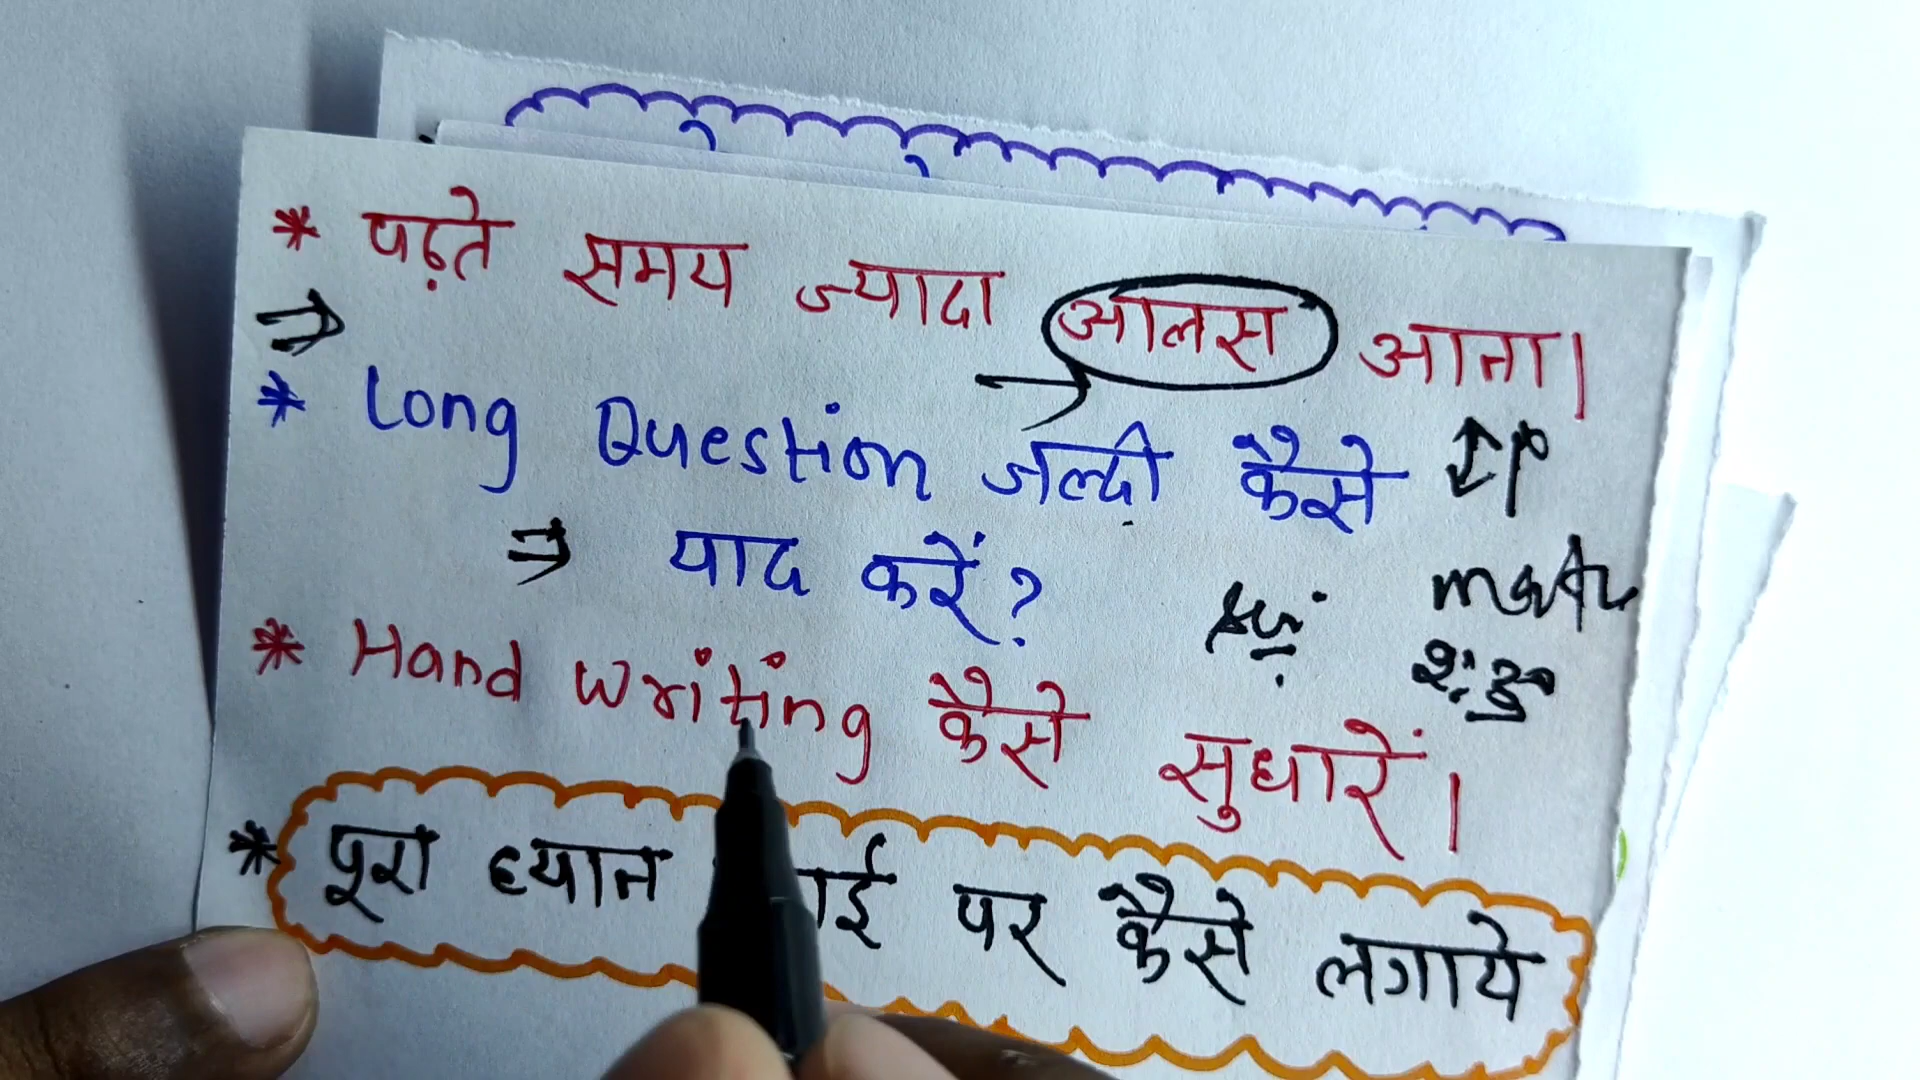 * पढ़ते समय ज्यादा आलस आना।
* Long Question जल्दी कैसे
⇒ याद करें?
* Hand writing कैसे सुधारें।
* पूरा ध्यान पर कैसे लगाये